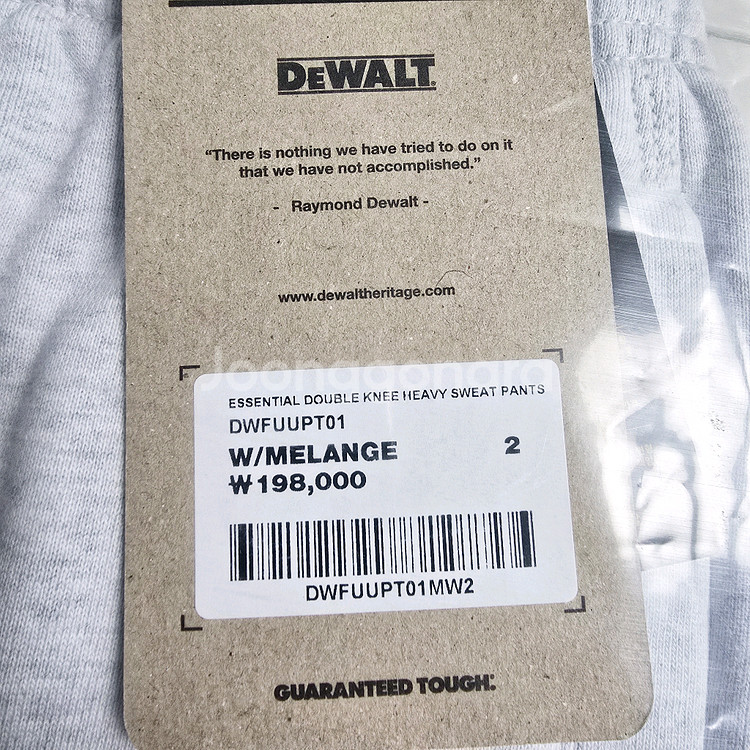 DEWALT
“There is nothing we have tried to do on it
that we have not accomplished.”
- Raymond Dewalt -
www.dewaltheritage.com
Joonggonara
ESSENTIAL DOUBLE KNEE HEAVY SWEAT PANTS
DWFUUPT01
W/MELANGE 2
₩198,000
DWFUUPT01MW2
GUARANTEED TOUGH.